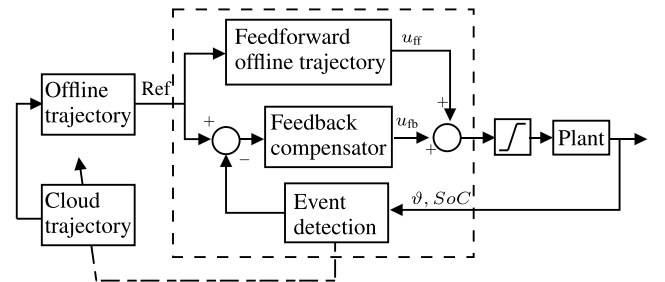 Feedforward
offline trajectory
u_ff
Offline
trajectory
Ref
+
+
−
Feedback
compensator
u_fb
+
Plant
Cloud
trajectory
Event
detection
ϑ, SoC